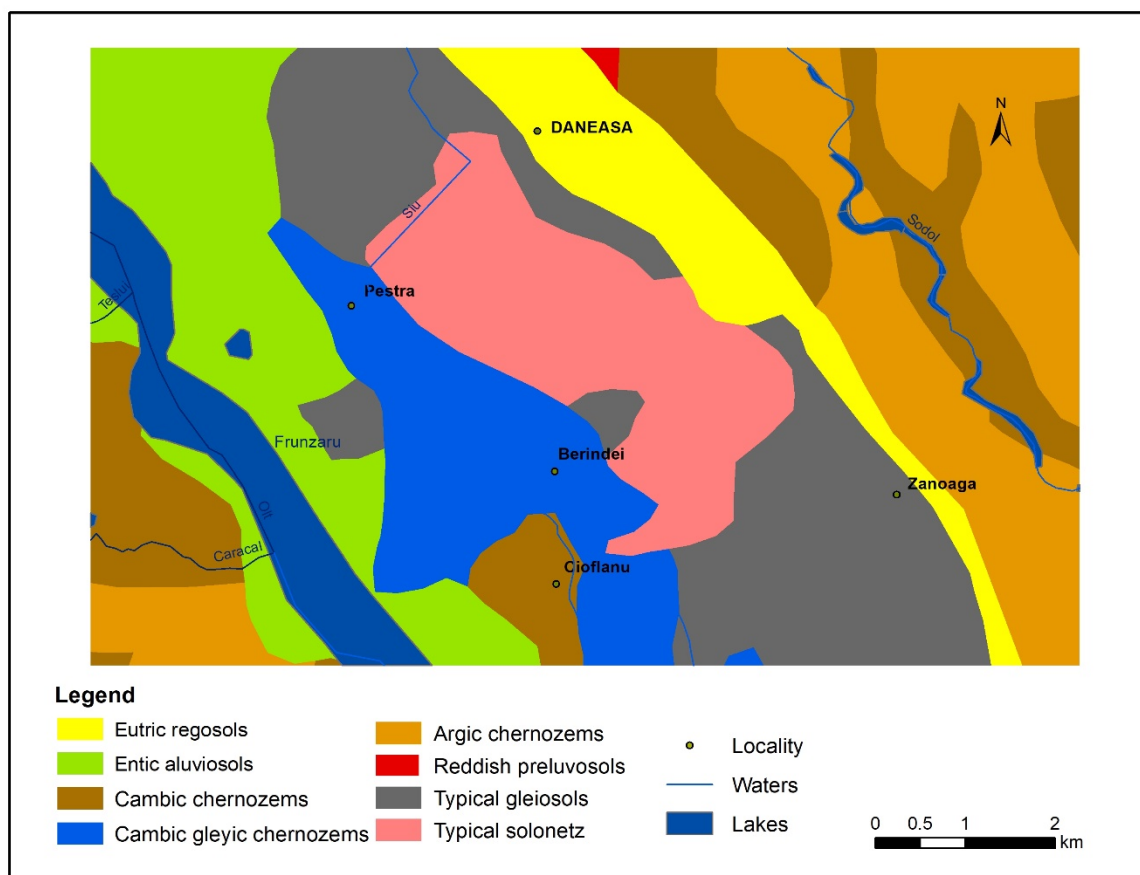 N
DANEASA
Siu
Sodol
Pestra
Teslui
Frunzaru
Berindei
Zanoaga
Olt
Caracal
Cioflanu
Legend
Eutric regosols
Entic aluviosols
Cambic chernozems
Cambic gleyic chernozems
Argic chernozems
Reddish preluvosols
Typical gleiosols
Typical solonetz
Locality
Waters
Lakes
0 0.5 1 2
km